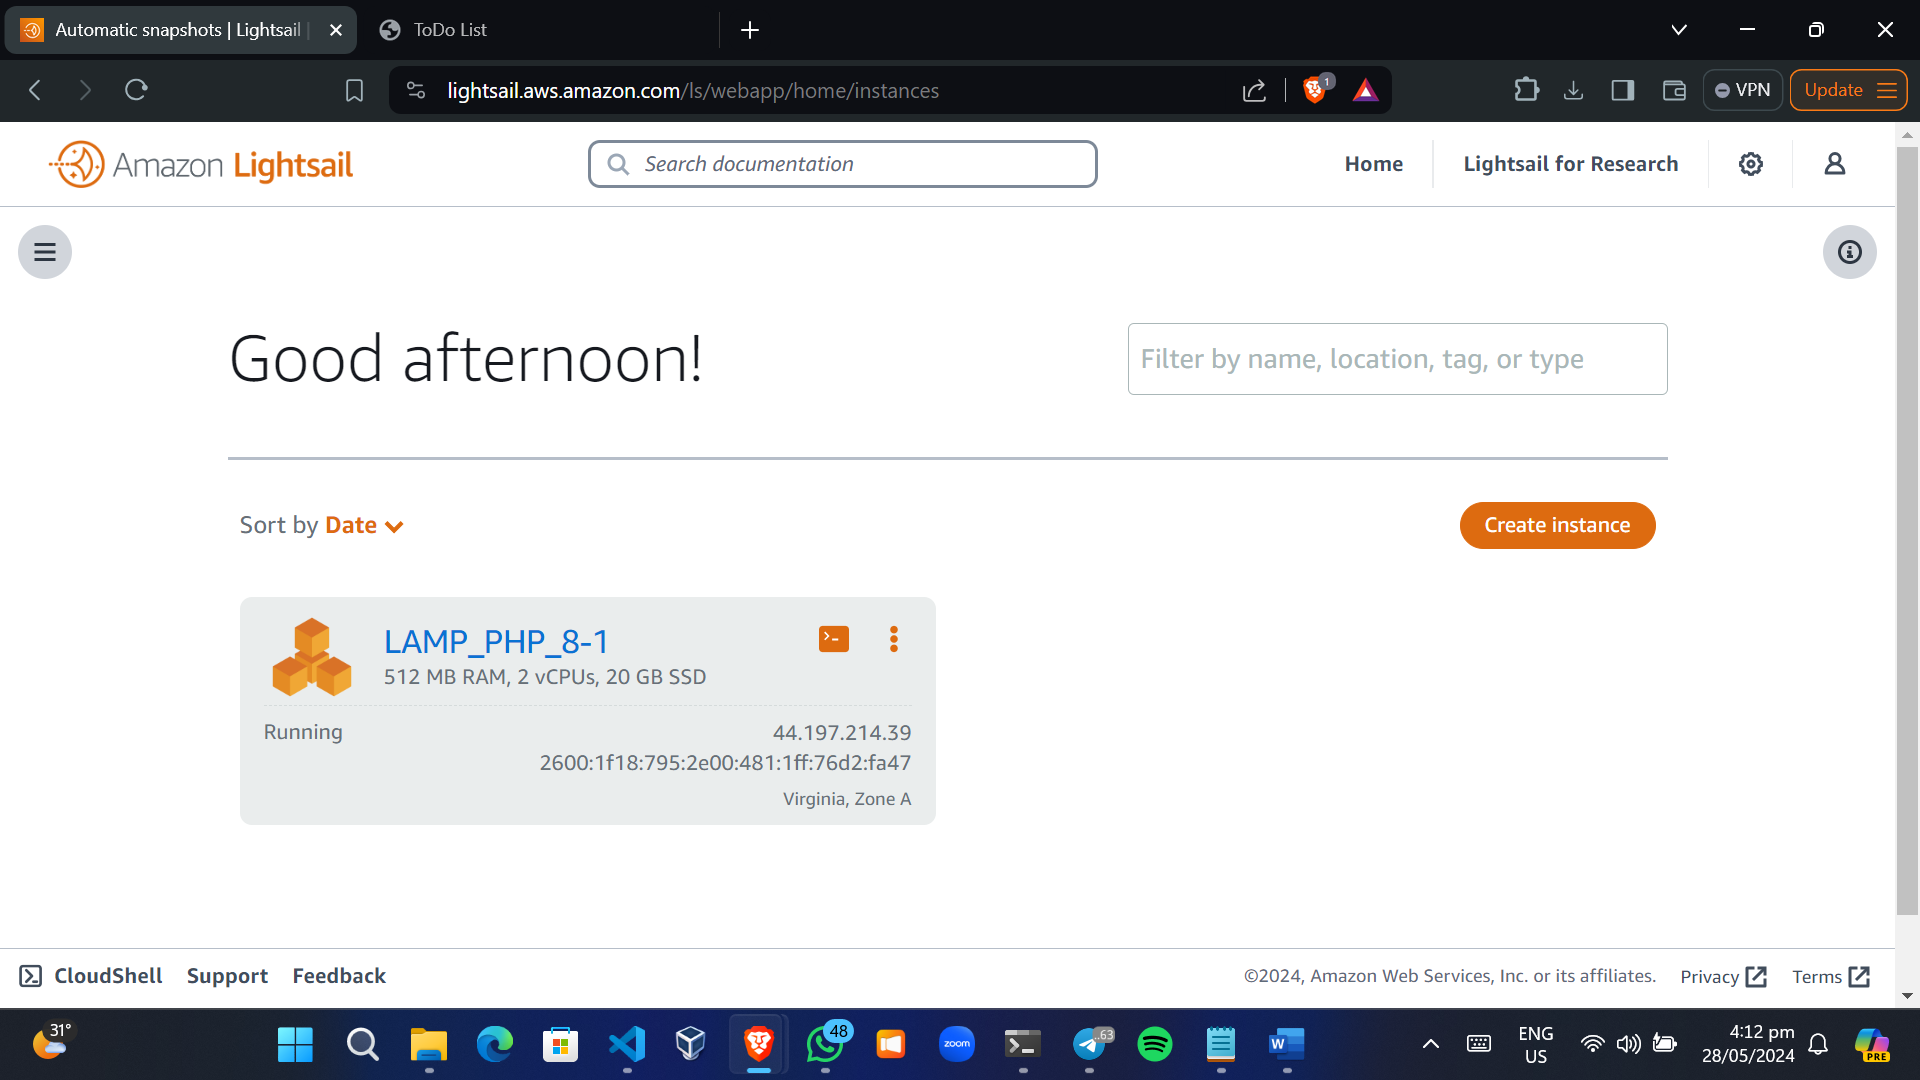 Automatic snapshots | Lightsail |
ToDo List
lightsail.aws.amazon.com/ls/webapp/home/instances
1
VPN
Update
Amazon Lightsail
Search documentation
Home
Lightsail for Research
Good afternoon!
Filter by name, location, tag, or type
Sort by Date
Create instance
LAMP_PHP_8-1
512 MB RAM, 2 vCPUs, 20 GB SSD
Running
44.197.214.39
2600:1f18:795:2e00:481:1ff:76d2:fa47
Virginia, Zone A
CloudShell
Support
Feedback
©2024, Amazon Web Services, Inc. or its affiliates.
Privacy
Terms
31°
48
zoom
..63
W
ENG
US
4:12 pm
28/05/2024
PRE